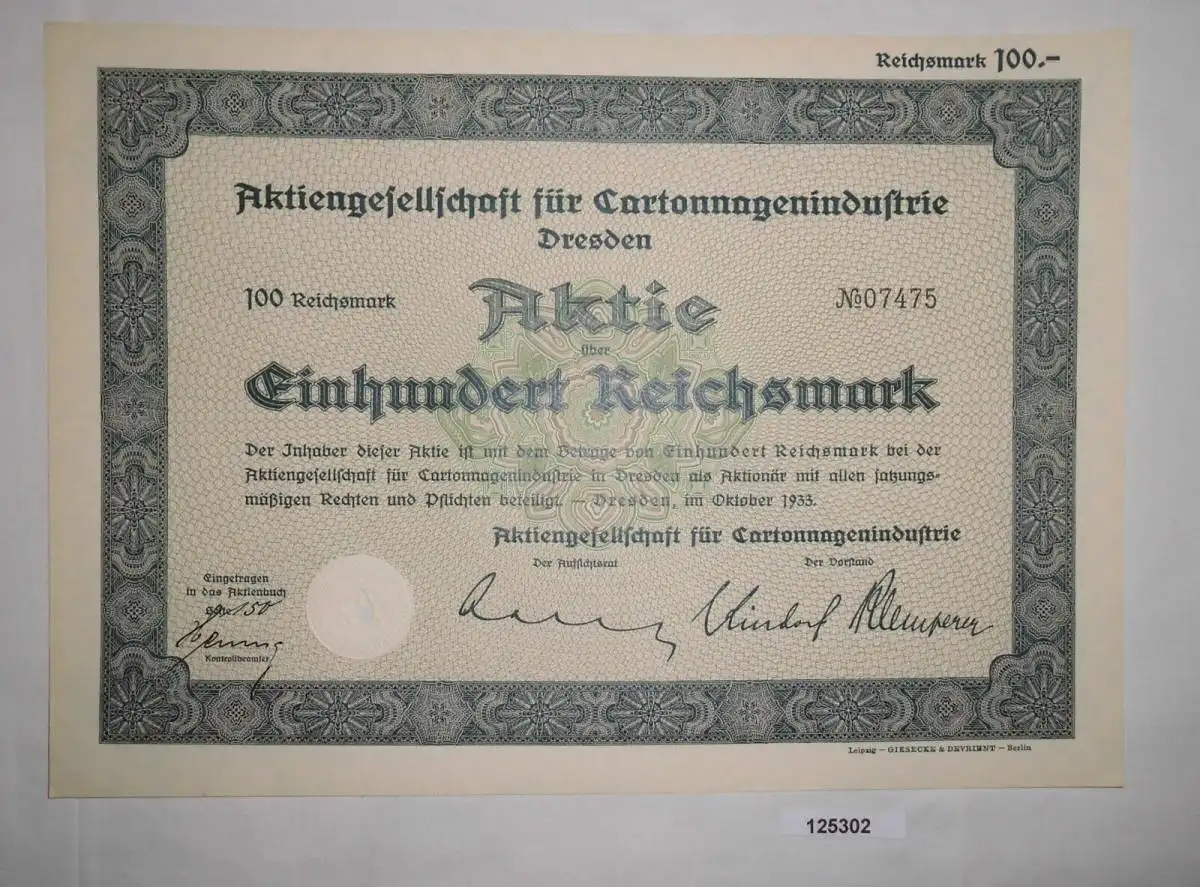 Reichsmark 100.-
Aktiengesellschaft für Cartonnagenindustrie
Dresden
100 Reichsmark
Aktie
№07475
über
Einhundert Reichsmark
Der Inhaber dieser Aktie ist mit dem Betrage von Einhundert Reichsmark bei der
Aktiengesellschaft für Cartonnagenindustrie in Dresden als Aktionär mit allen satzungs-
mäßigen Rechten und Pflichten beteiligt. — Dresden, im Oktober 1933.
Aktiengesellschaft für Cartonnagenindustrie
Der Aufsichtsrat
Der Vorstand
Eingetragen
in das Aktienbuch
150
Klemperer
Kontrollbeamter
Leipzig — GIESECKE & DEVRIENT — Berlin
125302